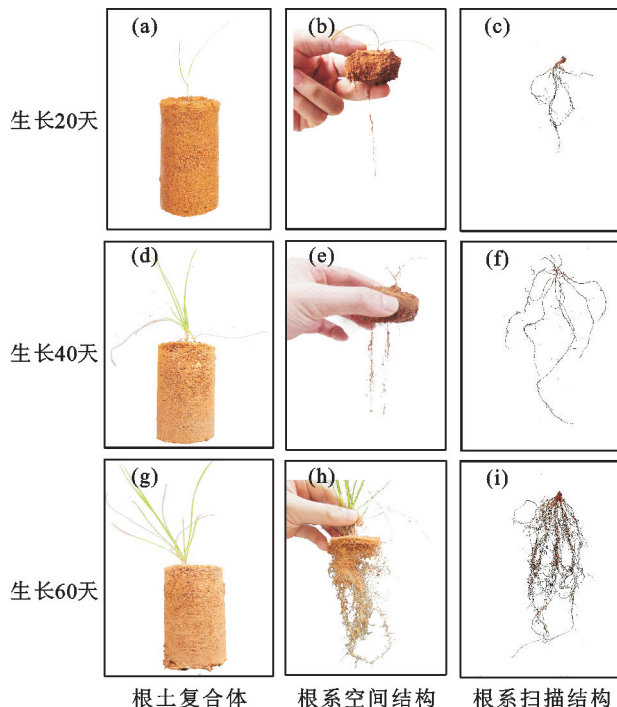 (a) (b) (c)
生长20天
(d) (e) (f)
生长40天
(g) (h) (i)
生长60天
根土复合体 根系空间结构 根系扫描结构